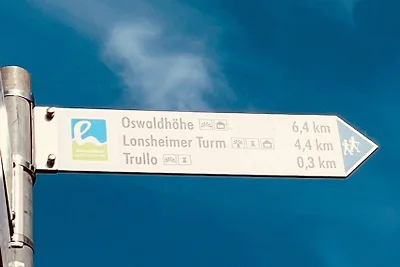 Oswaldhöhe 6,4 km
Lonsheimer Turm 4,4 km
Trullo 0,3 km